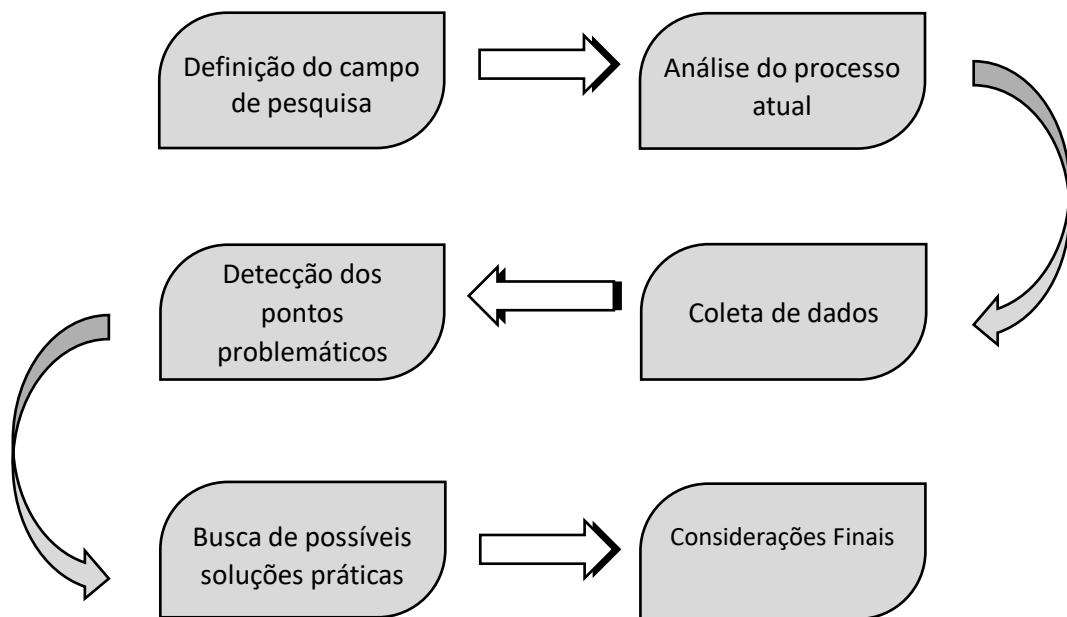 Definição do campo
de pesquisa
Análise do processo
atual
Coleta de dados
Detecção dos
pontos
problemáticos
Busca de possíveis
soluções práticas
Considerações Finais